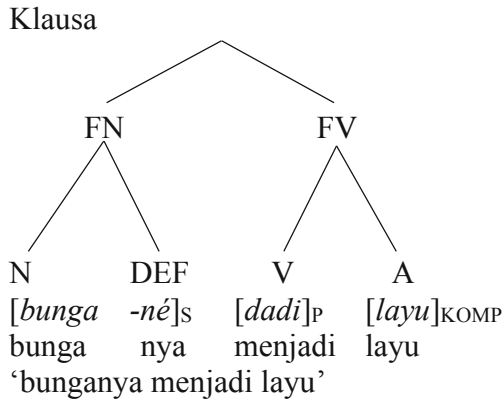 Klausa
FN FV
N DEF V A
[bunga -né]S [dadi]P [layu]KOMP
bunga nya menjadi layu
‘bunganya menjadi layu’